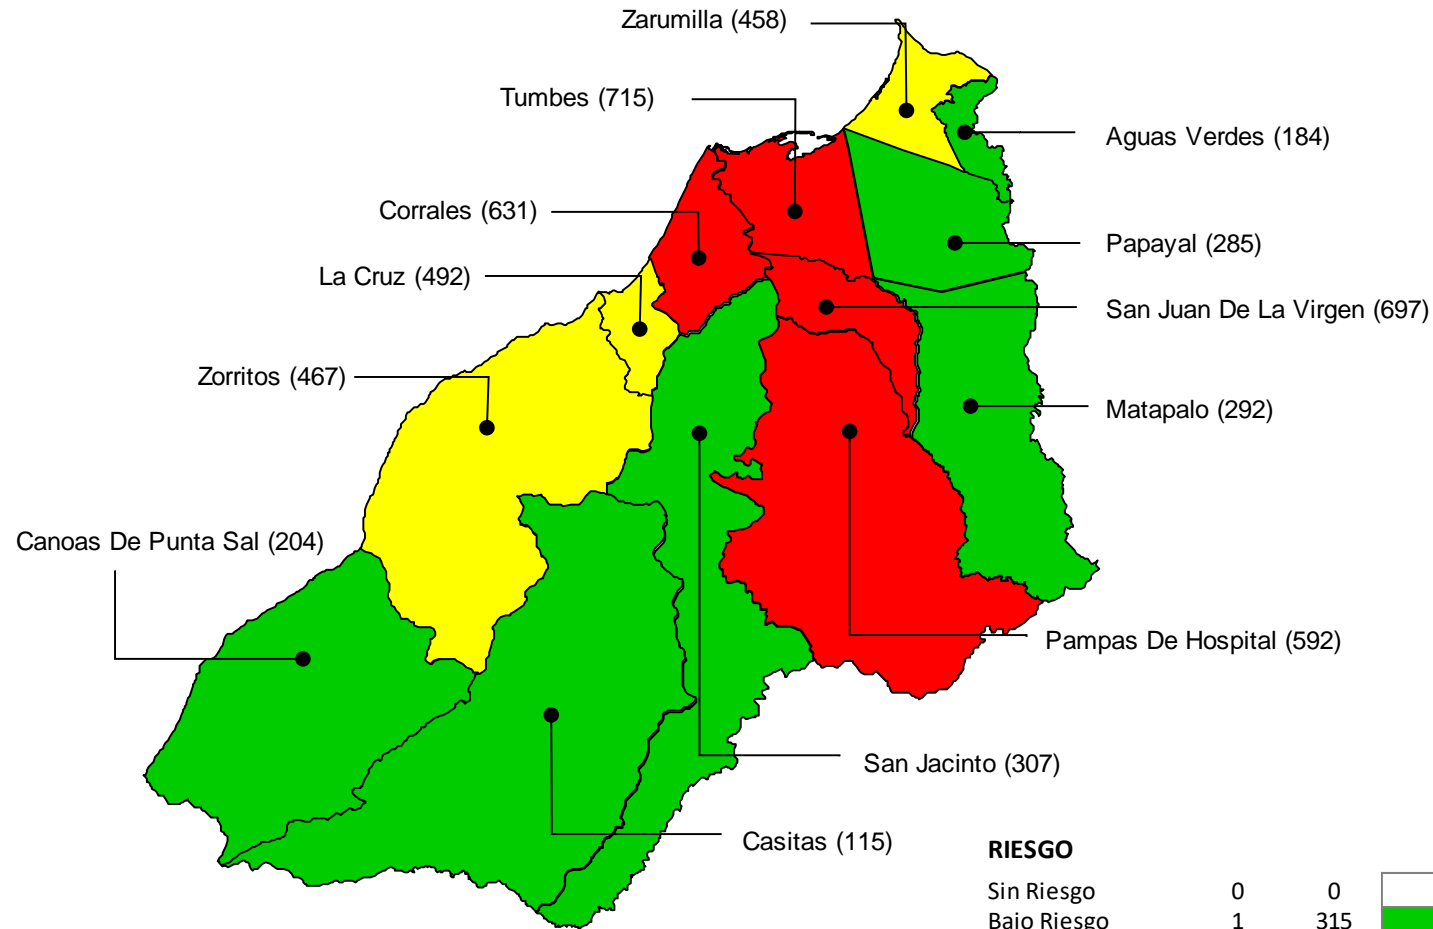 Zarumilla (458)
Tumbes (715)
Aguas Verdes (184)
Corrales (631)
Papayal (285)
La Cruz (492)
San Juan De La Virgen (697)
Zorritos (467)
Matapalo (292)
Canoas De Punta Sal (204)
Pampas De Hospital (592)
San Jacinto (307)
Casitas (115)
RIESGO
Sin Riesgo 0 0
Bajo Riesgo 1 315